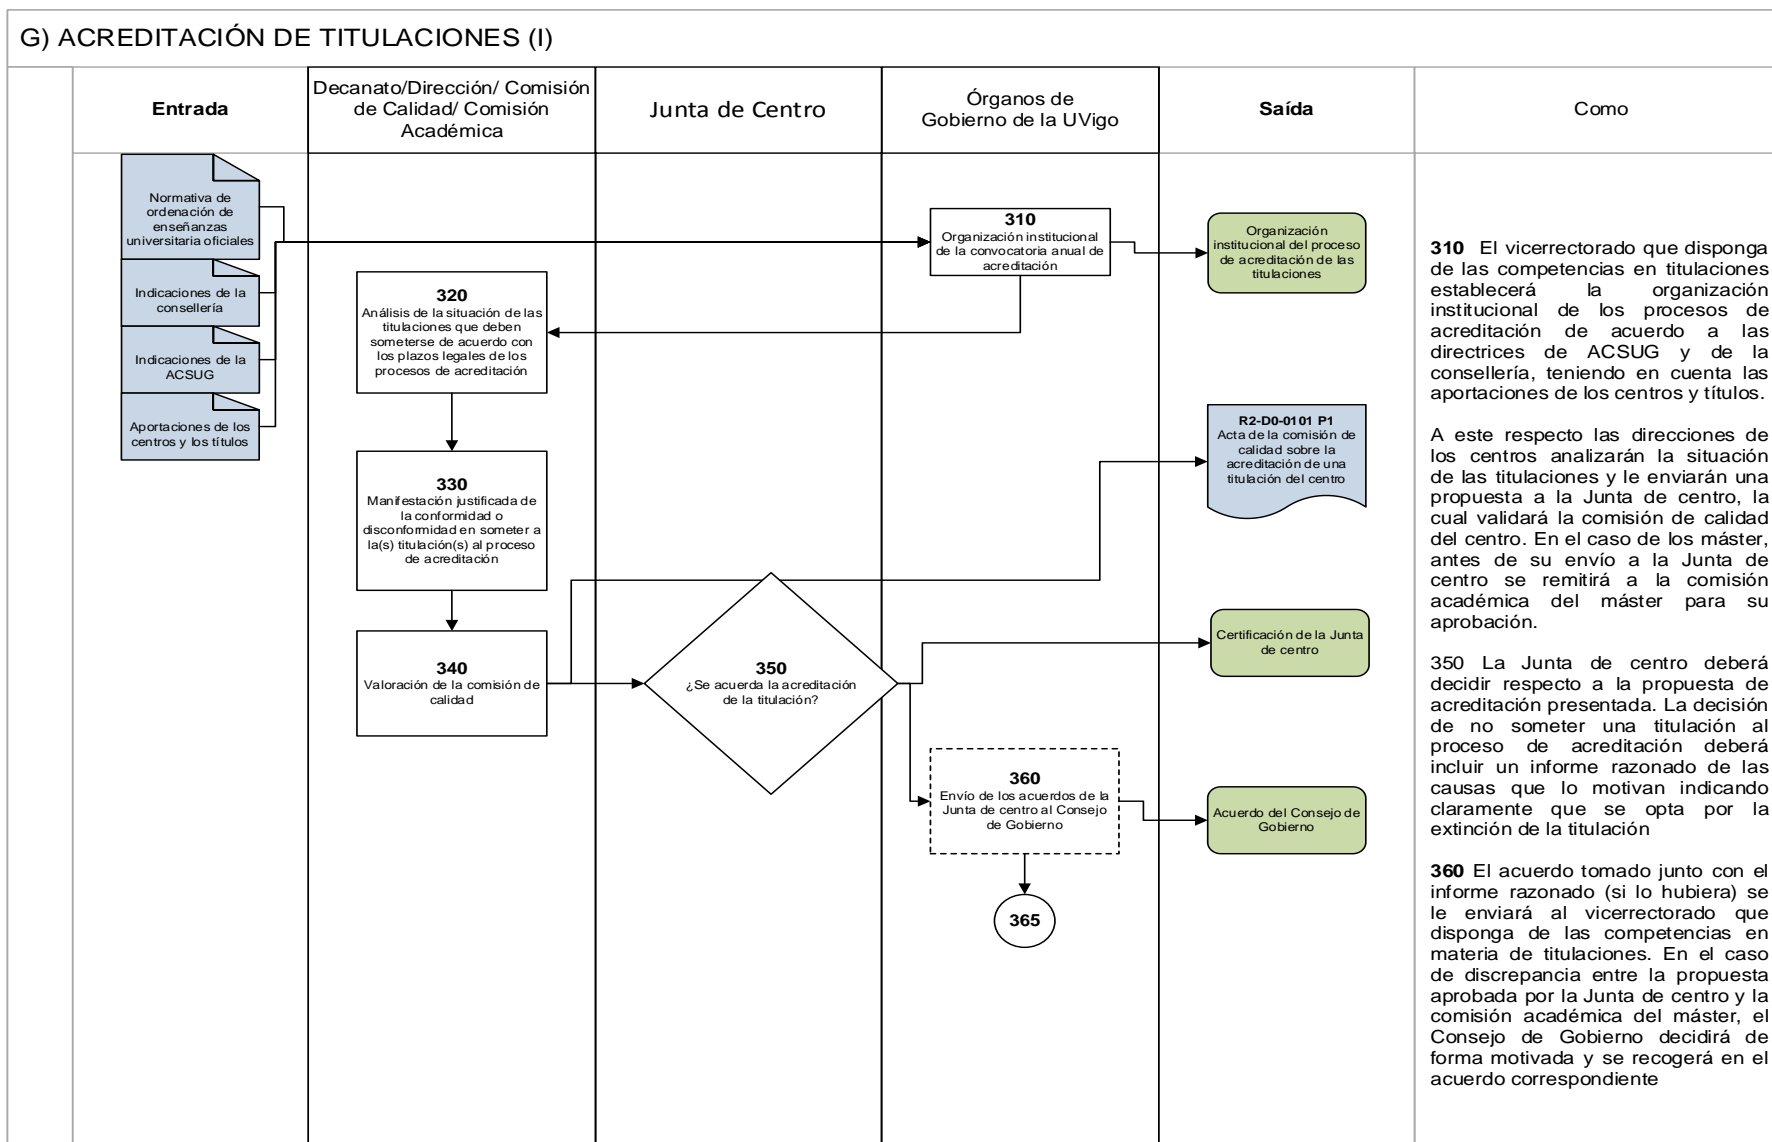 G) ACREDITACIÓN DE TITULACIONES (I)
Entrada
Decanato/Dirección/ Comisión
de Calidad/ Comisión
Académica
Junta de Centro
Órganos de
Gobierno de la UVigo
Saída
Como
Normativa de
ordenación de
enseñanzas
universitaria oficiales
Indicaciones de la
consellería
Indicaciones de la
ACSUG
Aportaciones de los
centros y los títulos
310
Organización institucional
de la convocatoria anual de
acreditación
Organización
institucional del proceso
de acreditación de las
titulaciones
320
Análisis de la situación de las
titulaciones que deben
someterse de acuerdo con
los plazos legales de los
procesos de acreditación
330
Manifestación justificada de
la conformidad o
disconformidad en someter a
la(s) titulación(s) al proceso
de acreditación
R2-D0-0101 P1
Acta de la comisión de
calidad sobre la
acreditación de una
titulación del centro
340
Valoración de la comisión de
calidad
350
¿Se acuerda la acreditación
de la titulación?
Certificación de la Junta
de centro
360
Envío de los acuerdos de la
Junta de centro al Consejo
de Gobierno
Acuerdo del Consejo de
Gobierno
365
310 El vicerrectorado que disponga
de las competencias en titulaciones
establecerá la organización
institucional de los procesos de
acreditación de acuerdo a las
directrices de ACSUG y de la
consellería, teniendo en cuenta las
aportaciones de los centros y títulos.
A este respecto las direcciones de
los centros analizarán la situación
de las titulaciones y le enviarán una
propuesta a la Junta de centro, la
cual validará la comisión de calidad
del centro. En el caso de los máster,
antes de su envío a la Junta de
centro se remitirá a la comisión
académica del máster para su
aprobación.
350 La Junta de centro deberá
decidir respecto a la propuesta de
acreditación presentada. La decisión
de no someter una titulación al
proceso de acreditación deberá
incluir un informe razonado de las
causas que lo motivan indicando
claramente que se opta por la
extinción de la titulación
360 El acuerdo tomado junto con el
informe razonado (si lo hubiera) se
le enviará al vicerrectorado que
disponga de las competencias en
materia de titulaciones. En el caso
de discrepancia entre la propuesta
aprobada por la Junta de centro y la
comisión académica del máster, el
Consejo de Gobierno decidirá de
forma motivada y se recogerá en el
acuerdo correspondiente